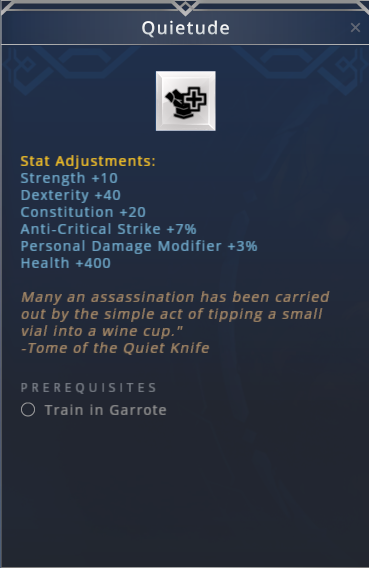 Quietude
Stat Adjustments:
Strength +10
Dexterity +40
Constitution +20
Anti-Critical Strike +7%
Personal Damage Modifier +3%
Health +400
Many an assassination has been carried
out by the simple act of tipping a small
vial into a wine cup."
-Tome of the Quiet Knife
PREREQUISITES
Train in Garrote